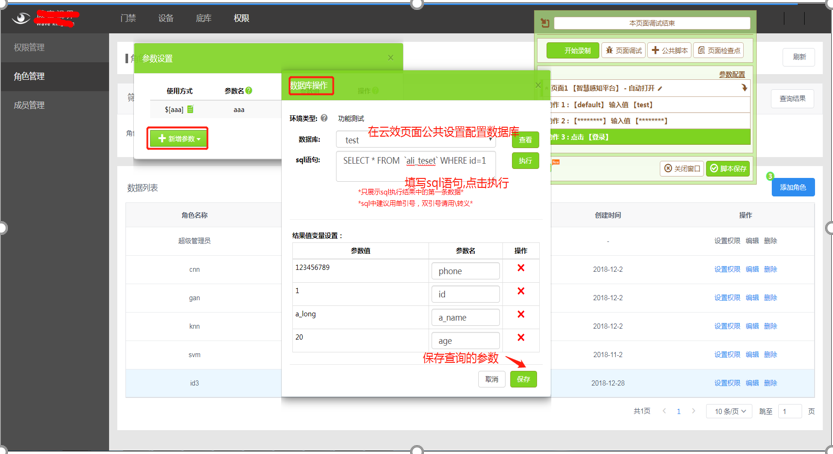 门禁 设备 底库 权限
权限管理
角色管理
成员管理
刷新
查询结果
参数设置 ×
使用方式 参数名 操作
$[aaa] aaa
新增参数
数据库操作 ×
环境类型: 功能测试
数据库: test 查看
在云效页面公共设置配置数据库
sql语句: SELECT * FROM `ali_teset` WHERE id=1 执行
填写sql语句,点击执行
*只展示sql执行结果中的第一条数据*
*sql中建议用单引号，双引号请用\转义*
结果值变量设置：
参数值 参数名 操作
123456789 phone
1 id
a_long a_name
20 age
保存查询的参数
取消 保存
本页面调试结束
开始录制 页面调试 公共脚本 页面检查点
参数配置
页面1 【智慧感知平台】 - 自动打开
作 1：【default】 输入值 【test】
作 2：【********】 输入值 【********】
作 3：点击 【登录】
关闭窗口 脚本保存
3
添加角色
数据列表
角色名称 创建时间 操作
超级管理员 - 设置权限 编辑 删除
cnn 2018-12-2 设置权限 编辑 删除
gan 2018-12-2 设置权限 编辑 删除
knn 2018-12-2 设置权限 编辑 删除
svm 2018-11-2 设置权限 编辑 删除
id3 2018-12-28 设置权限 编辑 删除
共1页 < 1 > 10 条/页 跳至 1 页